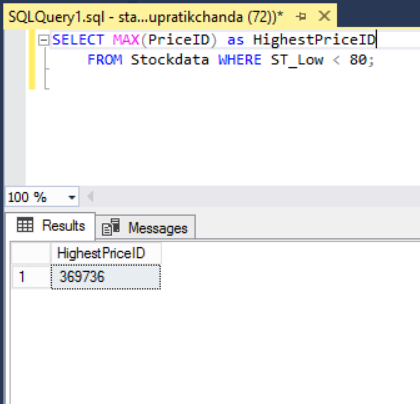 SQLQuery1.sql - sta...upratikchanda (72))*
SELECT MAX(PriceID) as HighestPriceID
FROM Stockdata WHERE ST_Low < 80;
100 %
Results Messages
HighestPriceID
1 369736